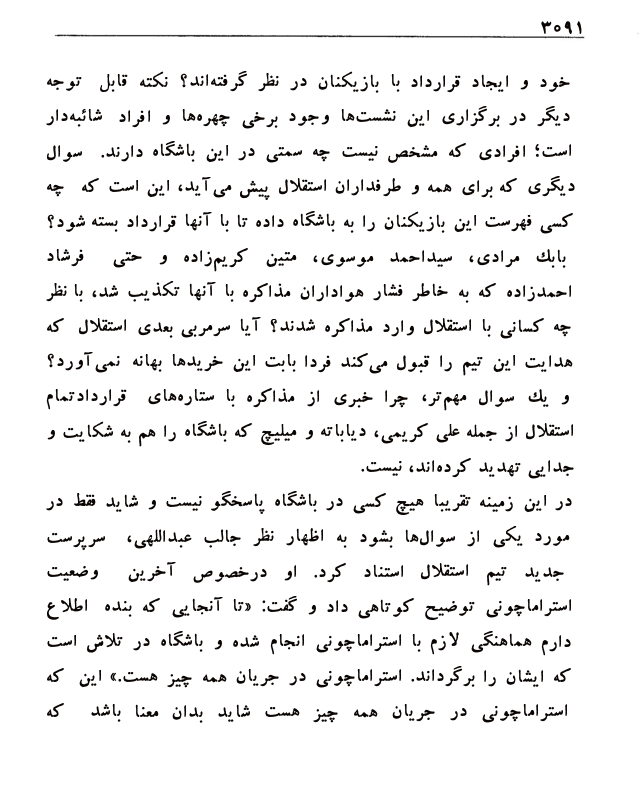 ۳۰۹۱
خود و ایجاد قرارداد با بازیکنان در نظر گرفته‌اند؟ نکته قابل توجه
دیگر در برگزاری این نشست‌ها وجود برخی چهره‌ها و افراد شائبه‌دار
است؛ افرادی که مشخص نیست چه سمتی در این باشگاه دارند. سوال
دیگری که برای همه و طرفداران استقلال پیش می‌آید، این است که چه
کسی فهرست این بازیکنان را به باشگاه داده تا با آنها قرارداد بسته شود؟
بابك مرادی، سیداحمد موسوی، متین کریم‌زاده و حتی فرشاد
احمدزاده که به خاطر فشار هواداران مذاکره با آنها تکذیب شد، با نظر
چه کسانی با استقلال وارد مذاکره شدند؟ آیا سرمربی بعدی استقلال که
هدایت این تیم را قبول می‌کند فردا بابت این خریدها بهانه نمی‌آورد؟
و یك سوال مهم‌تر، چرا خبری از مذاکره با ستاره‌های قراردادتمام
استقلال از جمله علی کریمی، دیاباته و میلیچ که باشگاه را هم به شکایت و
جدایی تهدید کرده‌اند، نیست.
در این زمینه تقریبا هیچ کسی در باشگاه پاسخگو نیست و شاید فقط در
مورد یکی از سوال‌ها بشود به اظهار نظر جالب عبداللهی، سرپرست
جدید تیم استقلال استناد کرد. او درخصوص آخرین وضعیت
استراماچونی توضیح کوتاهی داد و گفت: «تا آنجایی که بنده اطلاع
دارم هماهنگی لازم با استراماچونی انجام شده و باشگاه در تلاش است
که ایشان را برگرداند. استراماچونی در جریان همه چیز هست.» این که
استراماچونی در جریان همه چیز هست شاید بدان معنا باشد که